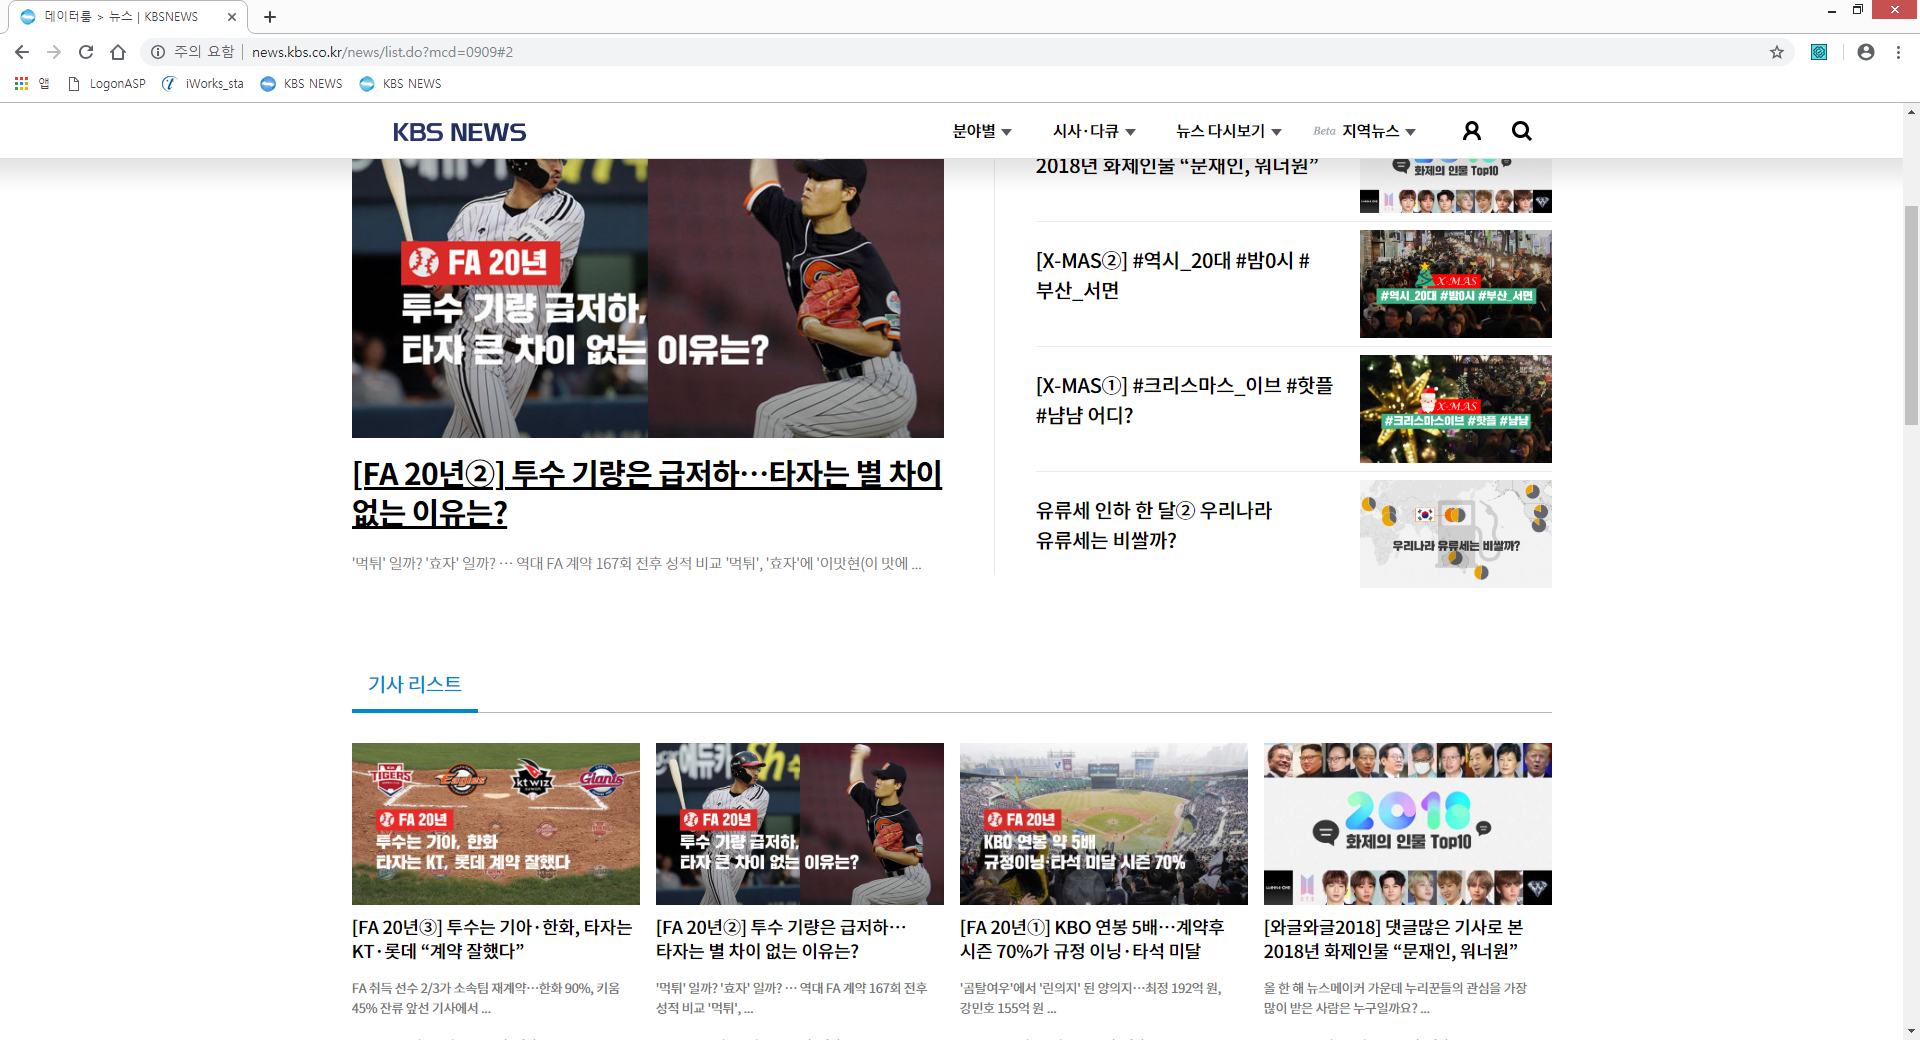 데이터룸 > 뉴스 | KBSNEWS
주의 요함 | news.kbs.co.kr/news/list.do?mcd=0909#2
앱 LogonASP iWorks_sta KBS NEWS KBS NEWS
KBS NEWS 분야별 시사·다큐 뉴스 다시보기 Beta 지역뉴스
FA 20년
투수 기량 급저하,
타자 큰 차이 없는 이유는?
[FA 20년②] 투수 기량은 급저하…타자는 별 차이
없는 이유는?
'먹튀' 일까? '효자' 일까? … 역대 FA 계약 167회 전후 성적 비교 '먹튀', '효자'에 '이맛현(이 맛에 ...
2018년 화제인물 “문재인, 워너원”
화제의 인물 Top10
[X-MAS②] #역시_20대 #밤0시 #
부산_서면
X-MAS
#역시_20대 #밤0시 #부산_서면
[X-MAS①] #크리스마스_이브 #핫플
#냠냠 어디?
X-MAS
#크리스마스이브 #핫플 #냠냠
유류세 인하 한 달② 우리나라
유류세는 비쌀까?
우리나라 유류세는 비쌀까?
기사 리스트
TIGERS Eagles kt wiz Giants
FA 20년
투수는 기아, 한화
타자는 KT, 롯데 계약 잘했다
[FA 20년③] 투수는 기아·한화, 타자는
KT·롯데 “계약 잘했다”
FA 취득 선수 2/3가 소속팀 재계약…한화 90%, 키움
45% 잔류 앞선 기사에서 ...
에듀카
FA 20년
투수 기량 급저하,
타자 큰 차이 없는 이유는?
[FA 20년②] 투수 기량은 급저하…
타자는 별 차이 없는 이유는?
'먹튀' 일까? '효자' 일까? … 역대 FA 계약 167회 전후
성적 비교 '먹튀', ...
FA 20년
KBO 연봉 약 5배
규정이닝·타석 미달 시즌 70%
[FA 20년①] KBO 연봉 5배…계약후
시즌 70%가 규정 이닝·타석 미달
'곰탈여우'에서 '린의지' 된 양의지…최정 192억 원,
강민호 155억 원 ...
2018
화제의 인물 Top10
[와글와글2018] 댓글많은 기사로 본
2018년 화제인물 “문재인, 워너원”
올 한 해 뉴스메이커 가운데 누리꾼들의 관심을 가장
많이 받은 사람은 누구일까요? ...